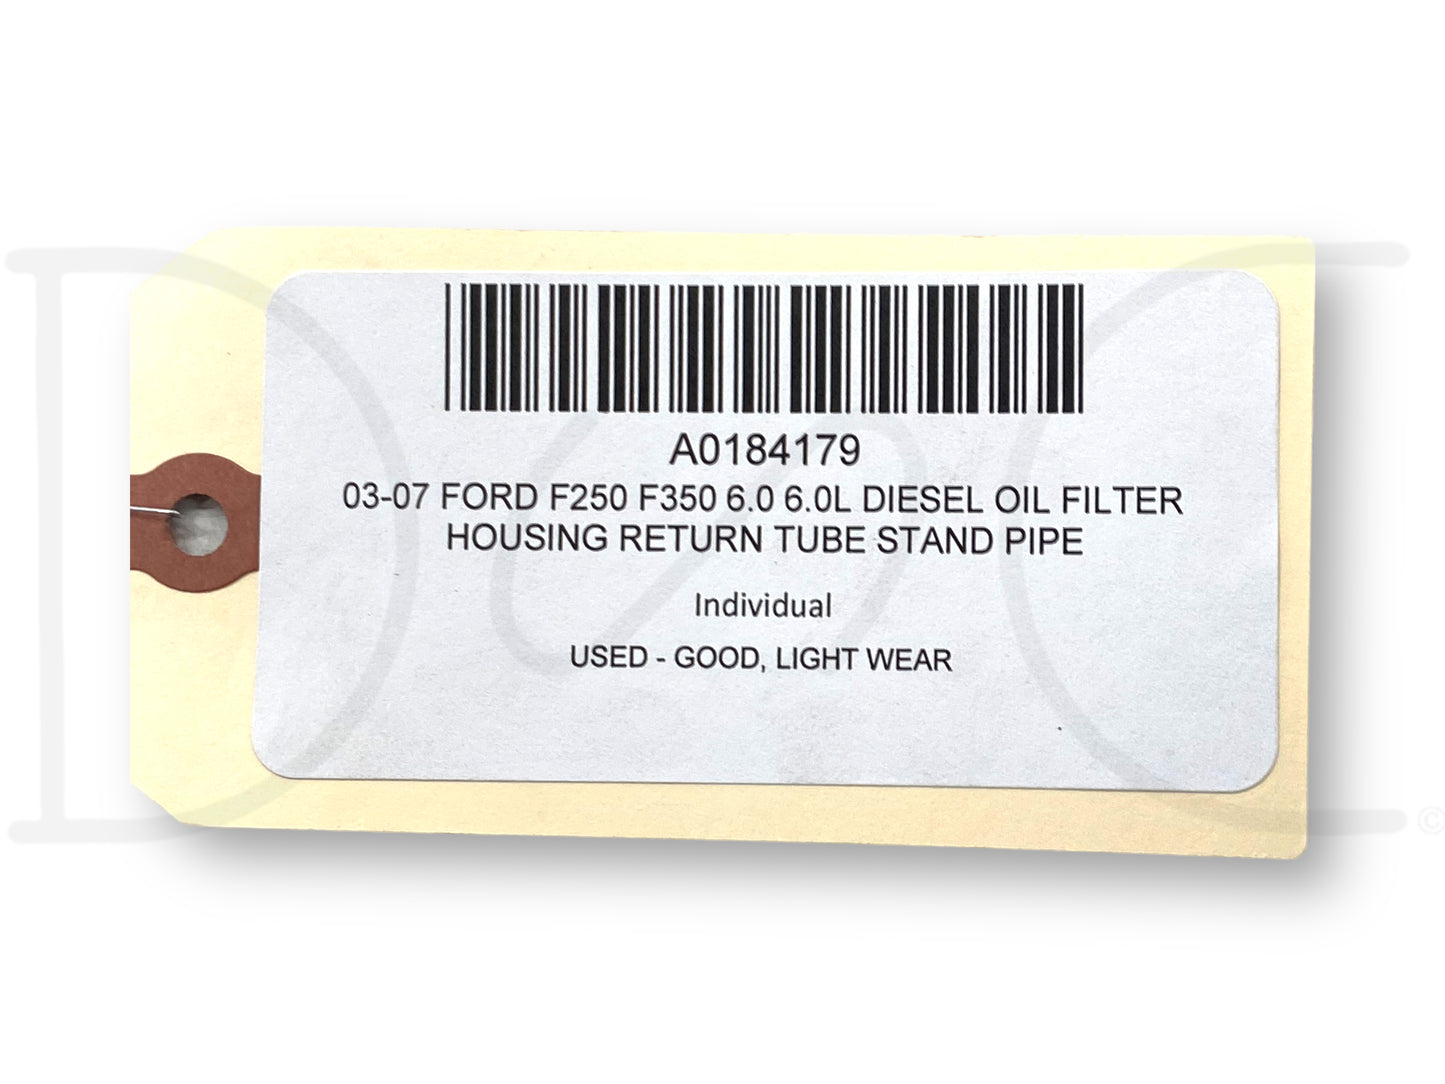 A0184179
03-07 FORD F250 F350 6.0 6.0L DIESEL OIL FILTER
HOUSING RETURN TUBE STAND PIPE
Individual
USED - GOOD, LIGHT WEAR